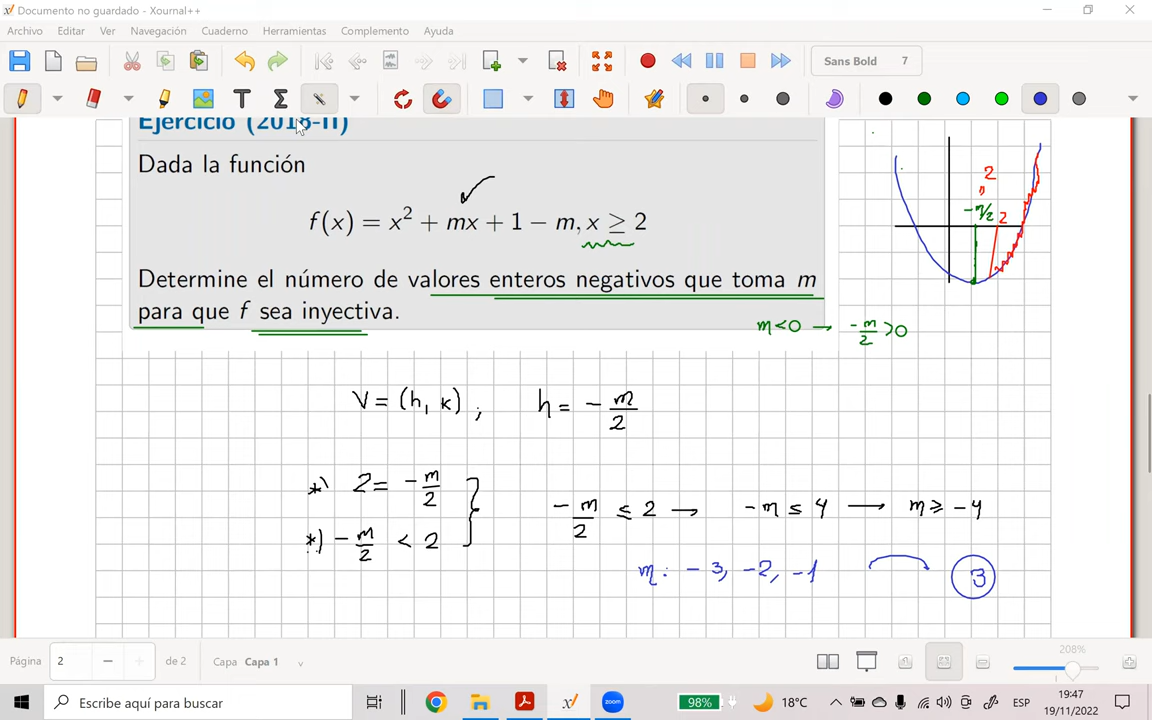 Documento no guardado - Xournal++
Archivo Editar Ver Navegación Cuaderno Herramientas Complemento Ayuda
Sans Bold 7
Ejercicio (2018-II)
Dada la función
f(x) = x² + mx + 1 − m, x ≥ 2
Determine el número de valores enteros negativos que toma m
para que f sea inyectiva.
2
-m/2
2
m<0 → -m/2 >0
V = (h, k) ; h = - m/2
*) 2 = - m/2
*) - m/2 < 2
- m/2 ≤ 2 → -m ≤ 4 → m ≥ -4
m: -3, -2, -1 3
Página 2 de 2 Capa Capa 1 208%
Escribe aquí para buscar
98% 18°C ESP 19:47
19/11/2022